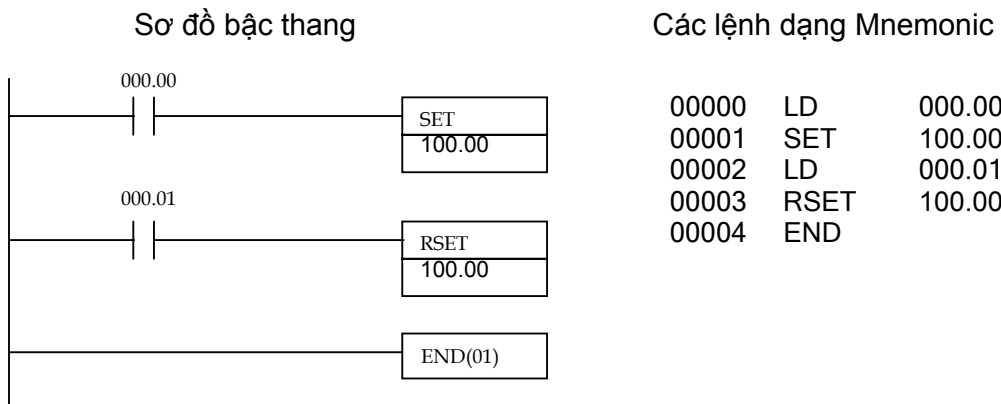 Sơ đồ bậc thang
Các lệnh dạng Mnemonic
000.00
SET
100.00
000.01
RSET
100.00
END(01)
00000 LD 000.00
00001 SET 100.00
00002 LD 000.01
00003 RSET 100.00
00004 END